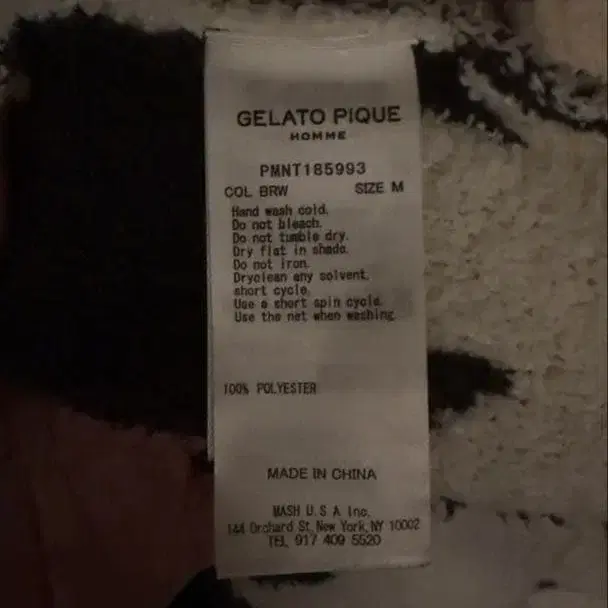 GELATO PIQUE
HOMME
PMNT185993
COL BRW SIZE M
Hand wash cold.
Do not bleach.
Do not tumble dry.
Dry flat in shade.
Do not iron.
Dryclean any solvent,
short cycle.
Use a short spin cycle.
Use the net when washing.
100% POLYESTER
MADE IN CHINA
MASH U.S.A Inc.
144 Orchard St, New York, NY 10002
TEL 917 409 5520